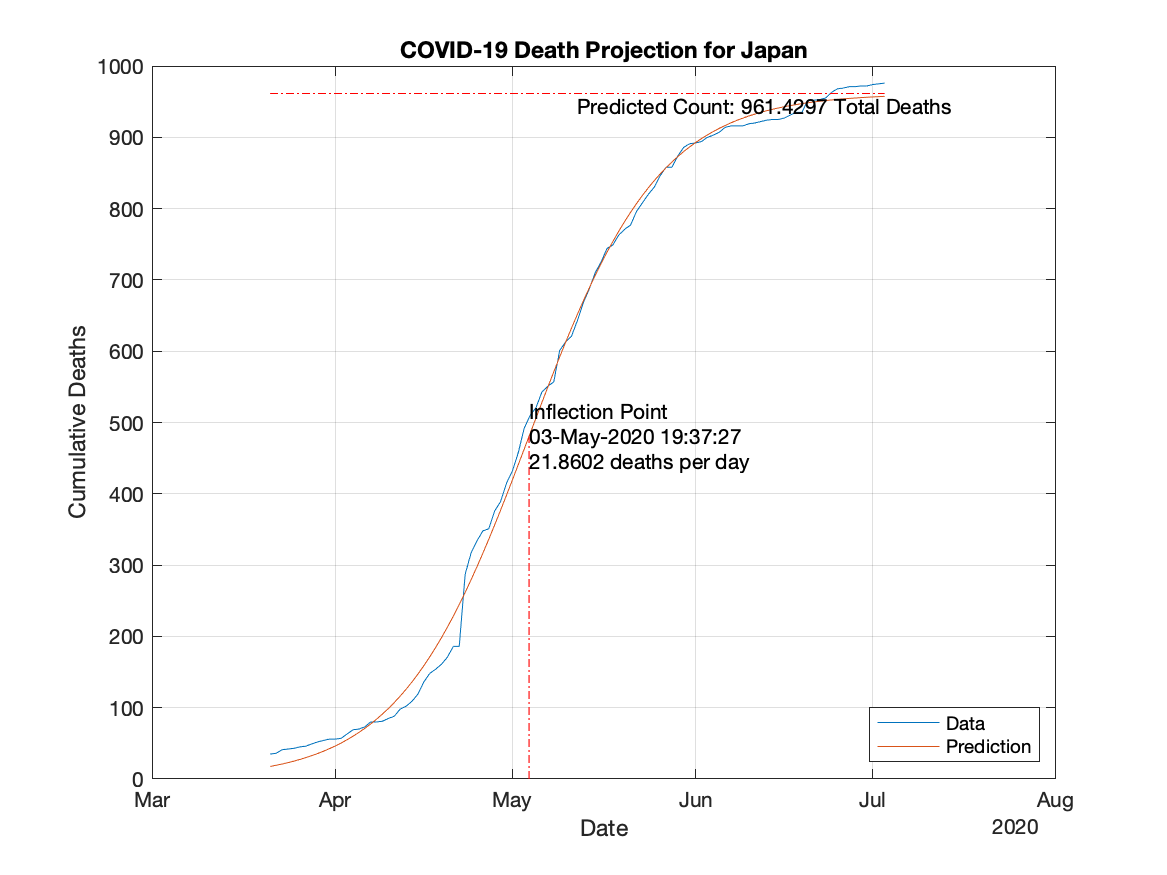 COVID-19 Death Projection for Japan
1000
900
800
700
600
500
400
300
200
100
0
Cumulative Deaths
Predicted Count: 961.4297 Total Deaths
Inflection Point
03-May-2020 19:37:27
21.8602 deaths per day
Data
Prediction
Mar Apr May Jun Jul Aug
Date
2020